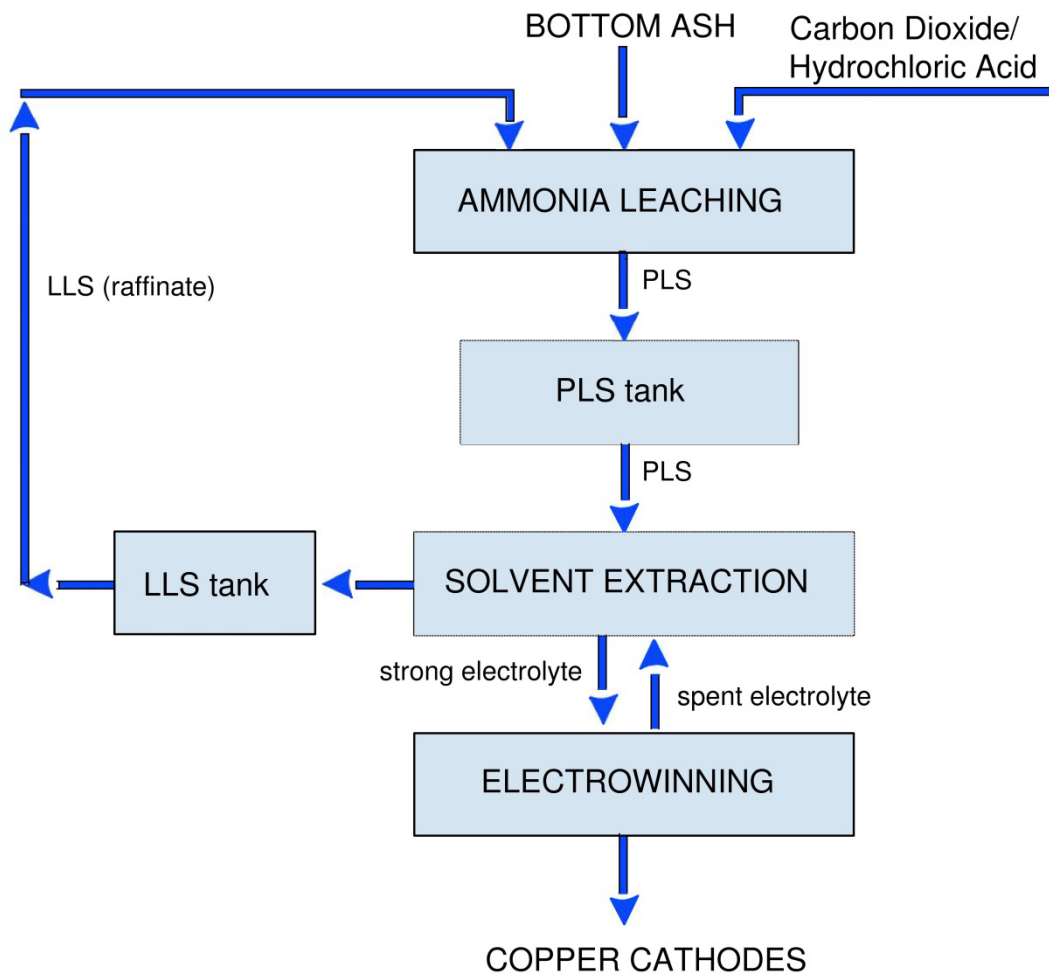 BOTTOM ASH
Carbon Dioxide/
Hydrochloric Acid
AMMONIA LEACHING
LLS (raffinate)
PLS
PLS tank
PLS
LLS tank
SOLVENT EXTRACTION
strong electrolyte
spent electrolyte
ELECTROWINNING
COPPER CATHODES